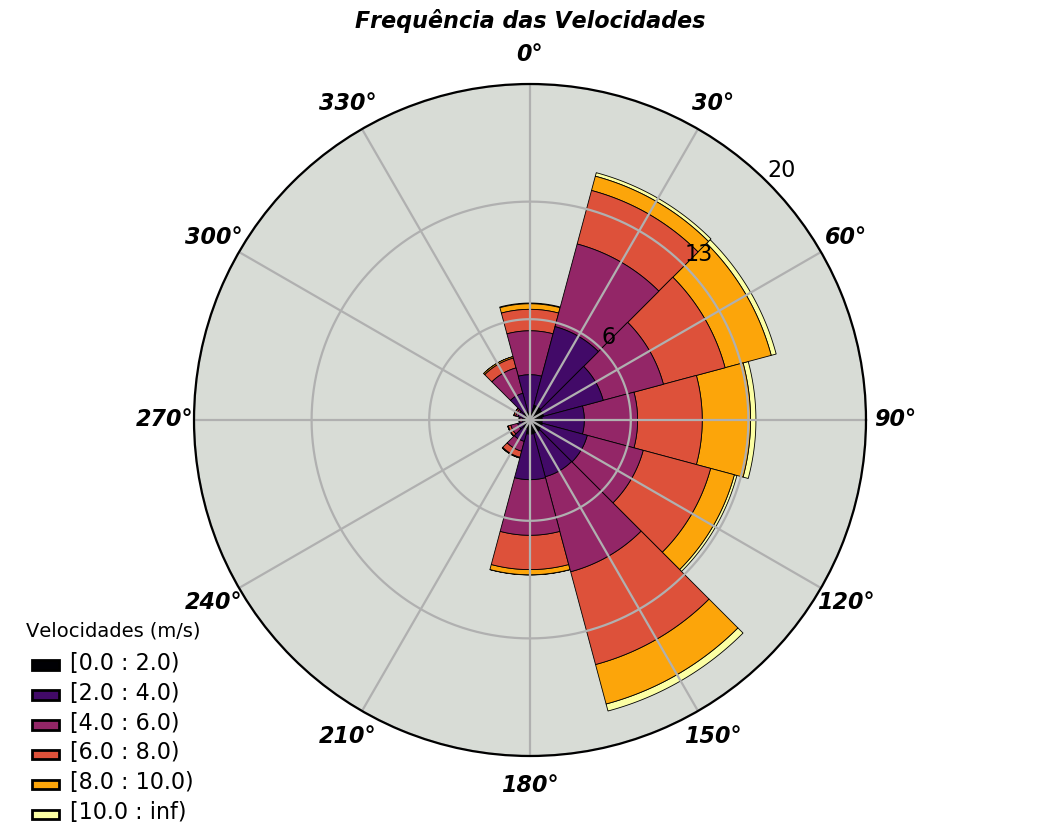 Frequência das Velocidades
0°
330°
30°
20
300°
60°
13
6
270°
90°
240°
120°
210°
150°
180°
Velocidades (m/s)
[0.0 : 2.0)
[2.0 : 4.0)
[4.0 : 6.0)
[6.0 : 8.0)
[8.0 : 10.0)
[10.0 : inf)